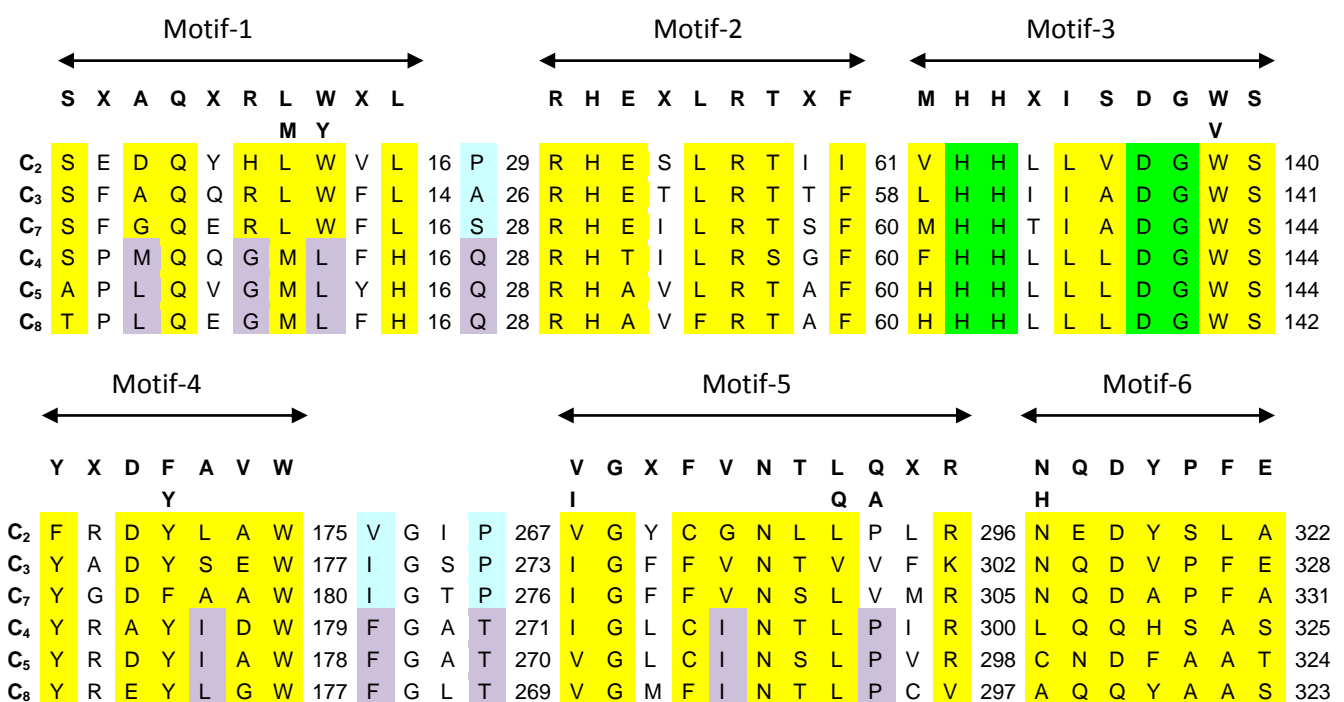 Motif-1 Motif-2 Motif-3
S X A Q X R L W X L R H E X L R T X F M H H X I S D G W S
M Y V
C₂ S E D Q Y H L W V L 16 P 29 R H E S L R T I I 61 V H H L L V D G W S 140
C₃ S F A Q Q R L W F L 14 A 26 R H E T L R T T F 58 L H H I I A D G W S 141
C₇ S F G Q E R L W F L 16 S 28 R H E I L R T S F 60 M H H T I A D G W S 144
C₄ S P M Q Q G M L F H 16 Q 28 R H T I L R S G F 60 F H H L L L D G W S 144
C₅ A P L Q V G M L Y H 16 Q 28 R H A V L R T A F 60 H H H L L L D G W S 144
C₈ T P L Q E G M L F H 16 Q 28 R H A V F R T A F 60 H H H L L L D G W S 142
Motif-4 Motif-5 Motif-6
Y X D F A V W V G X F V N T L Q X R N Q D Y P F E
Y I Q A H
C₂ F R D Y L A W 175 V G I P 267 V G Y C G N L L P L R 296 N E D Y S L A 322
C₃ Y A D Y S E W 177 I G S P 273 I G F F V N T V V F K 302 N Q D V P F E 328
C₇ Y G D F A A W 180 I G T P 276 I G F F V N S L V M R 305 N Q D A P F A 331
C₄ Y R A Y I D W 179 F G A T 271 I G L C I N T L P I R 300 L Q Q H S A S 325
C₅ Y R D Y I A W 178 F G A T 270 V G L C I N S L P V R 298 C N D F A A T 324
C₈ Y R E Y L G W 177 F G L T 269 V G M F I N T L P C V 297 A Q Q Y A A S 323